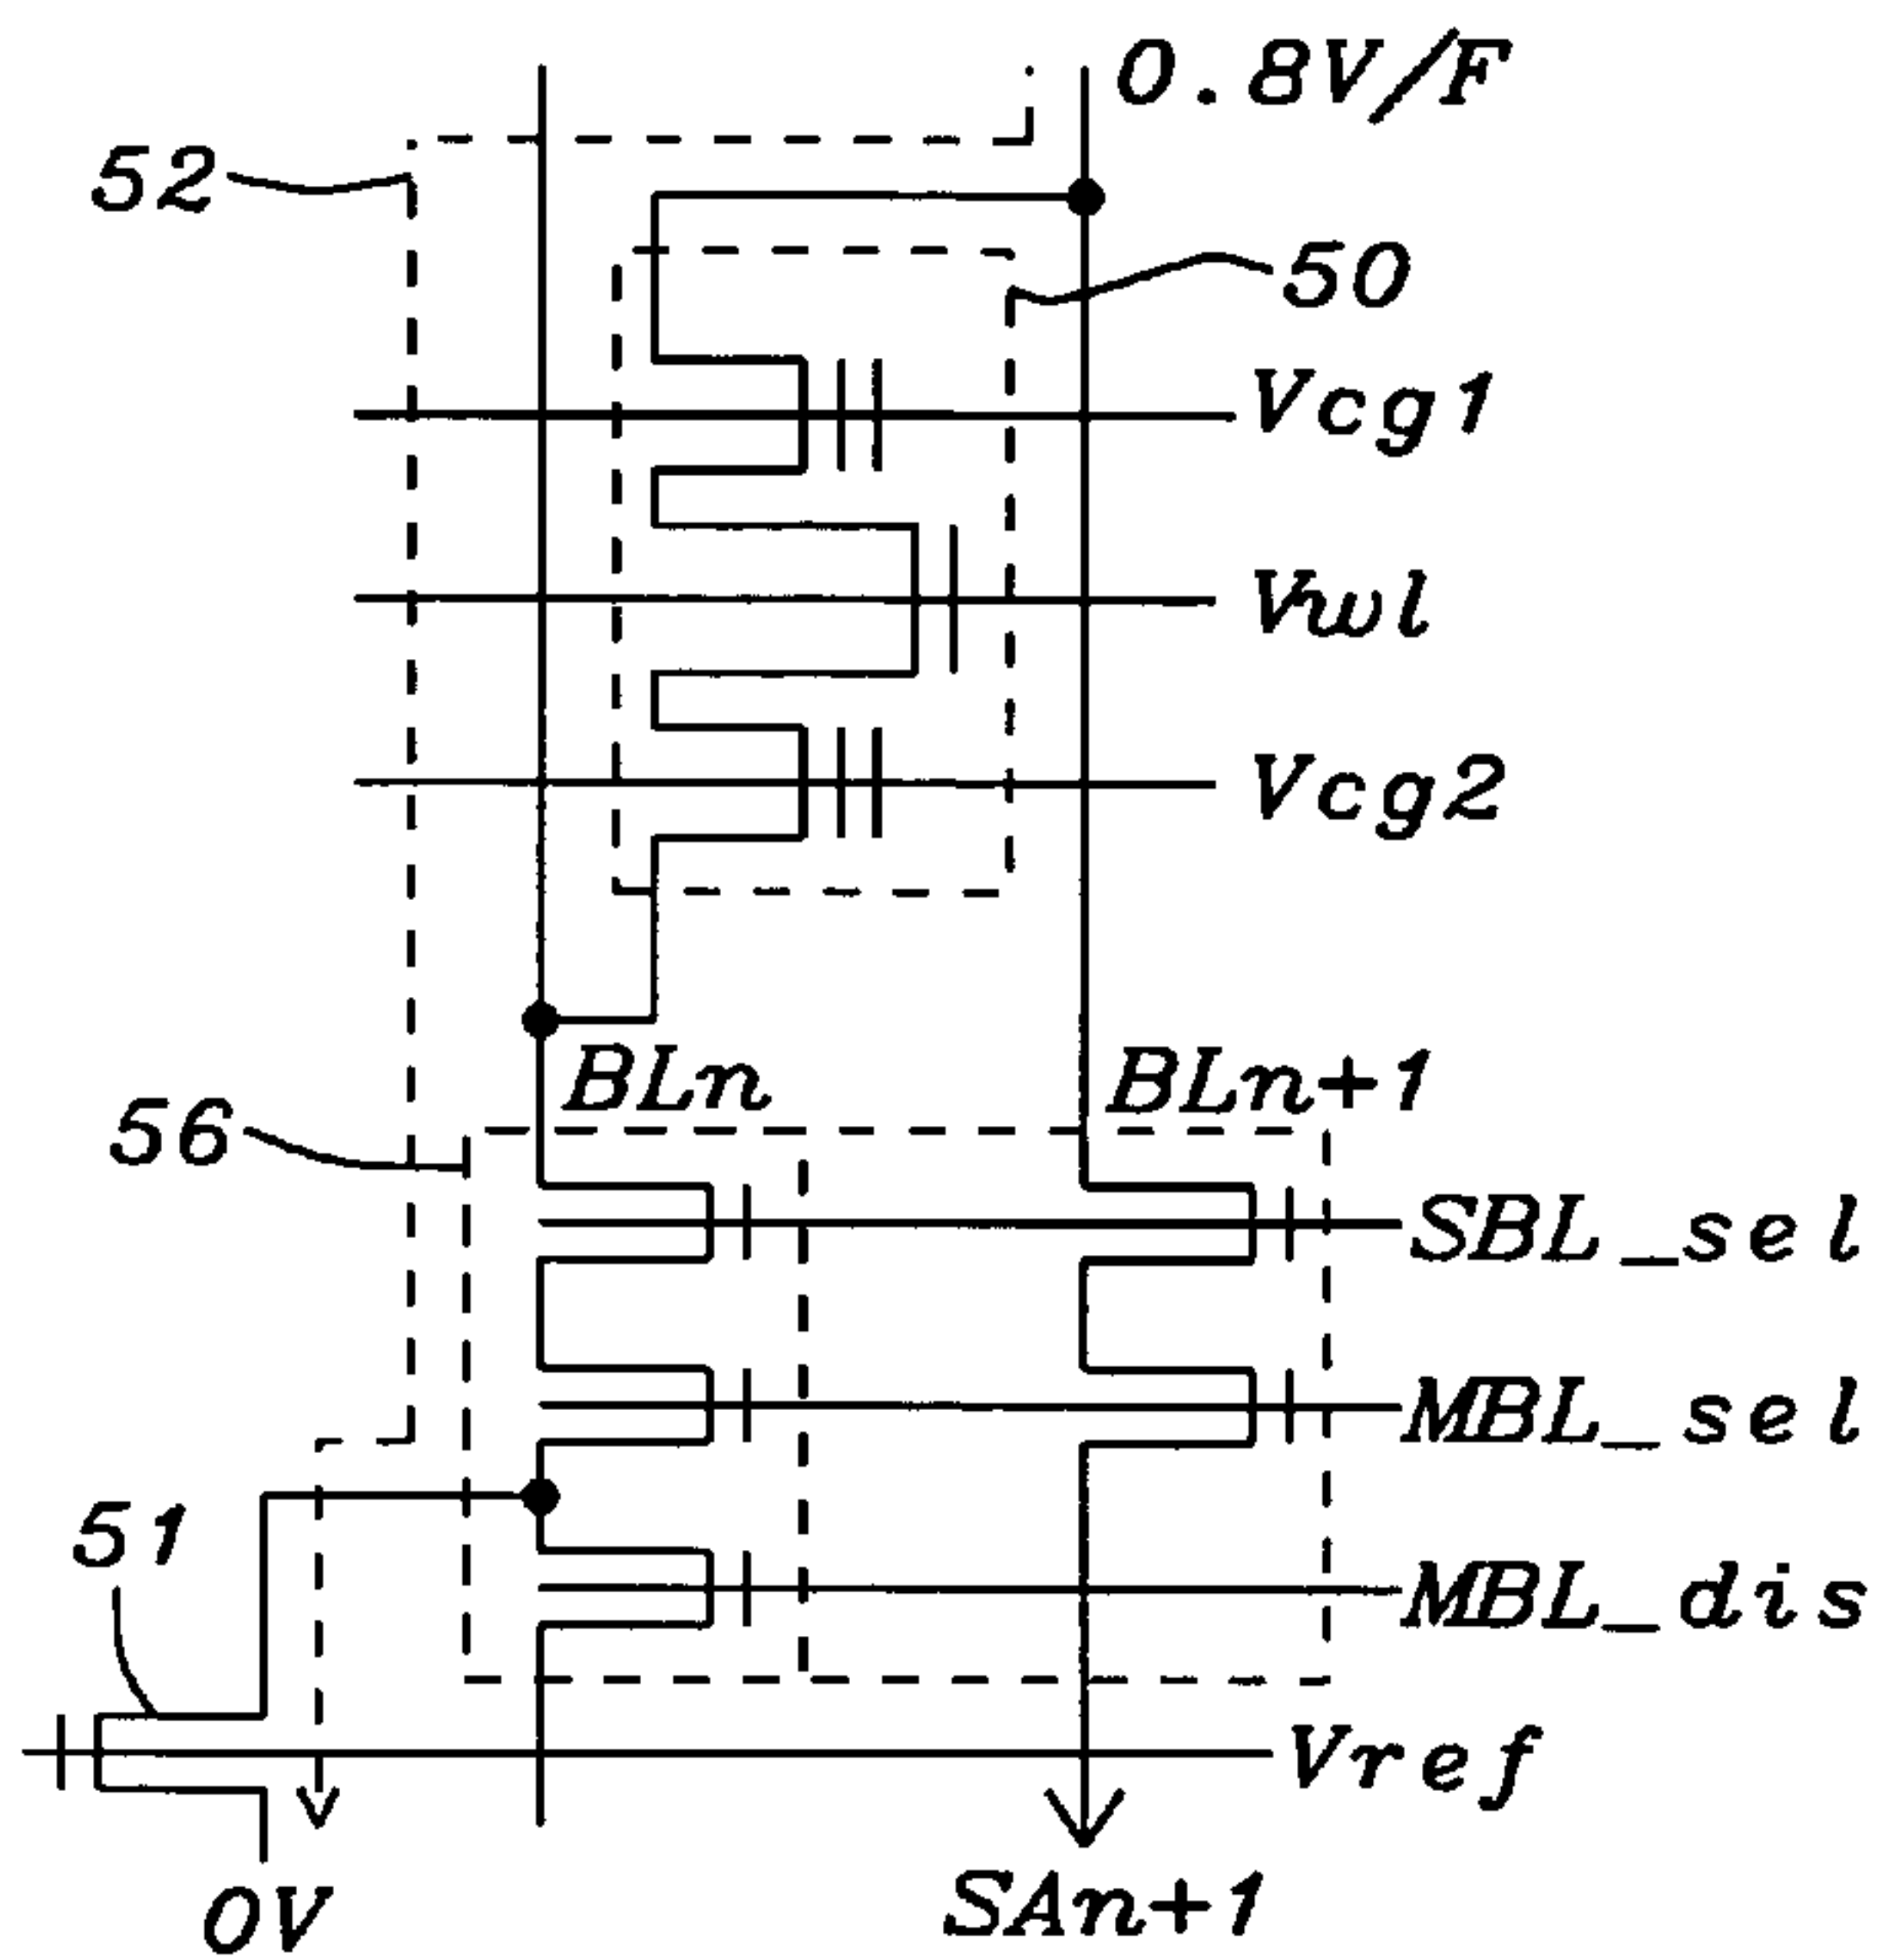 0.8V/F
52
50
Vcg1
Vwl
Vcg2
BLn
BLn+1
56
SBL_sel
MBL_sel
51
MBL_dis
Vref
0V
SAn+1